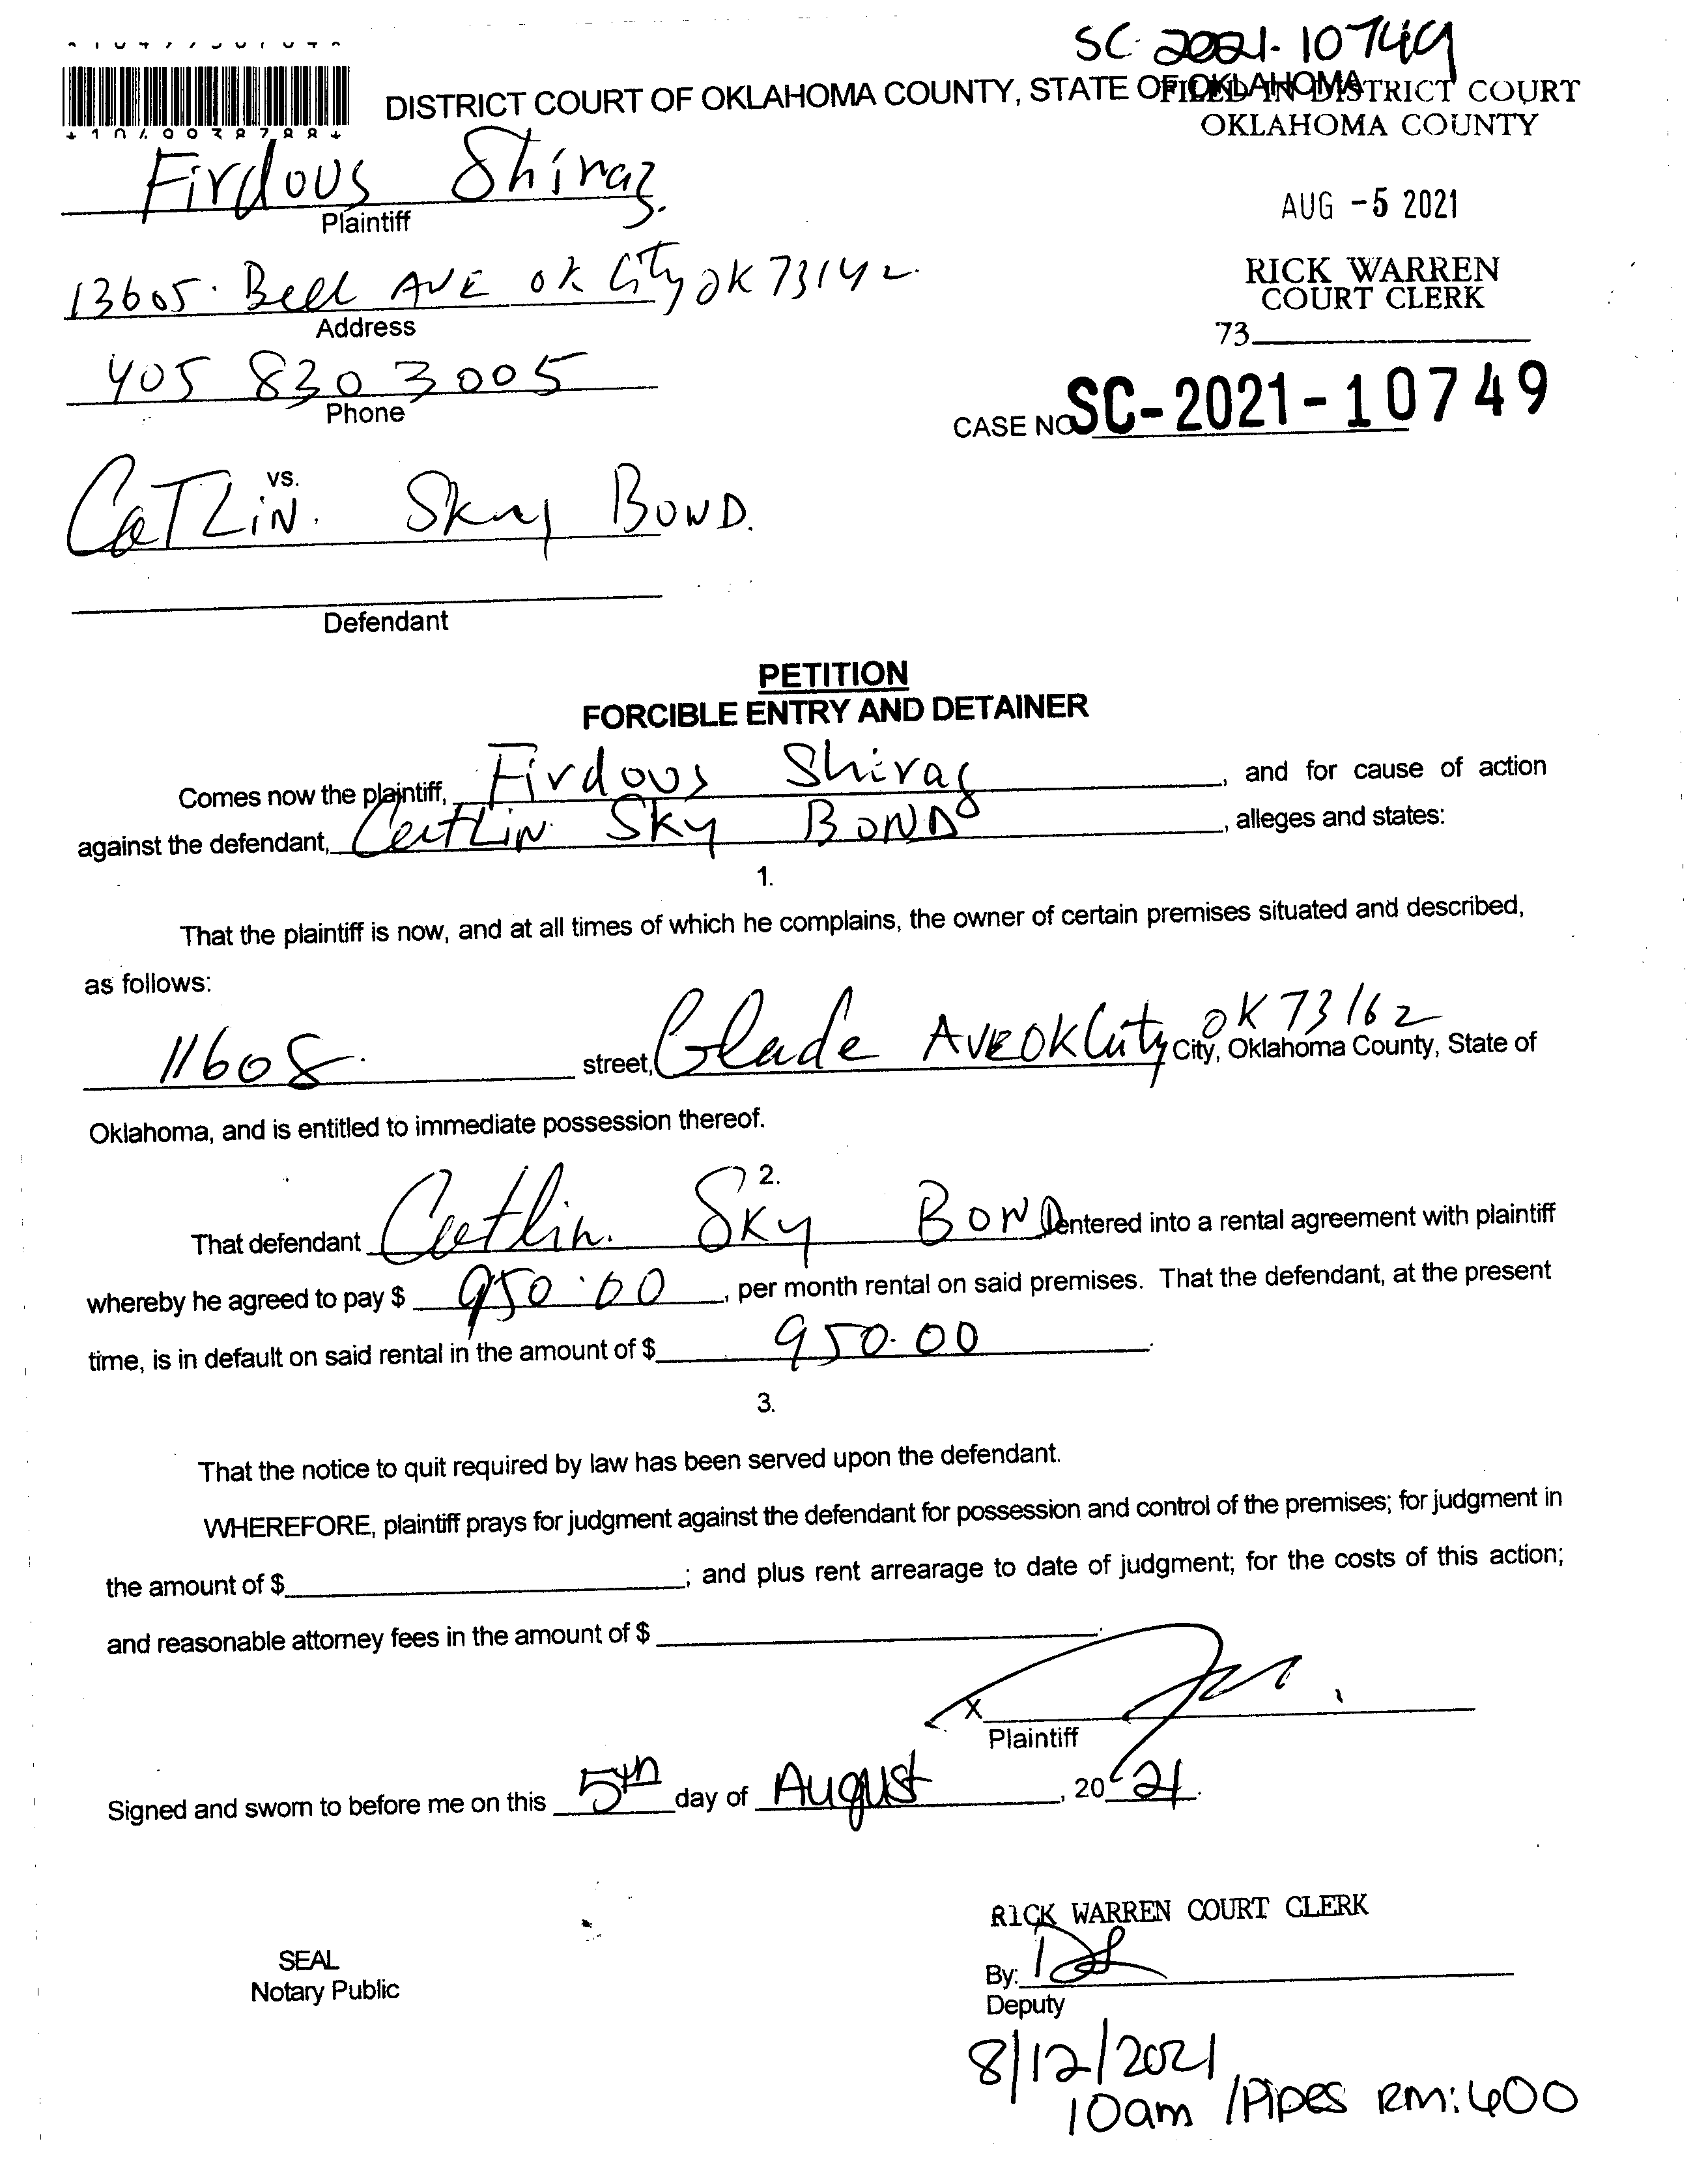 SC-2021-10749
DISTRICT COURT OF OKLAHOMA COUNTY, STATE OF OKLAHOMA
FILED IN DISTRICT COURT
OKLAHOMA COUNTY
Firdous Shiraz.
Plaintiff
AUG -5 2021
13605. Bell AVE OK City OK 73142.
Address
RICK WARREN
COURT CLERK
73
405 830 3005
Phone
CASE NO. SC-2021-10749
vs.
CaTLiN. Sky BOND.
Defendant
PETITION
FORCIBLE ENTRY AND DETAINER
Comes now the plaintiff, Firdous Shiraz, and for cause of action
against the defendant, CaitLiN. SKy BOND, alleges and states:
1.
That the plaintiff is now, and at all times of which he complains, the owner of certain premises situated and described,
as follows:
11608. street, Glade AVE OK City OK 73162 City, Oklahoma County, State of
Oklahoma, and is entitled to immediate possession thereof.
2.
That defendant Caitlin. SKy BOND entered into a rental agreement with plaintiff
whereby he agreed to pay $ 950.00, per month rental on said premises. That the defendant, at the present
time, is in default on said rental in the amount of $ 950.00.
3.
That the notice to quit required by law has been served upon the defendant.
WHEREFORE, plaintiff prays for judgment against the defendant for possession and control of the premises; for judgment in
the amount of $; and plus rent arrearage to date of judgment; for the costs of this action;
and reasonable attorney fees in the amount of $.
X
Plaintiff
Signed and sworn to before me on this 5th day of August, 2021.
RICK WARREN COURT CLERK
SEAL
Notary Public
By:
Deputy
8/12/2021
10am /Pipes RM:400